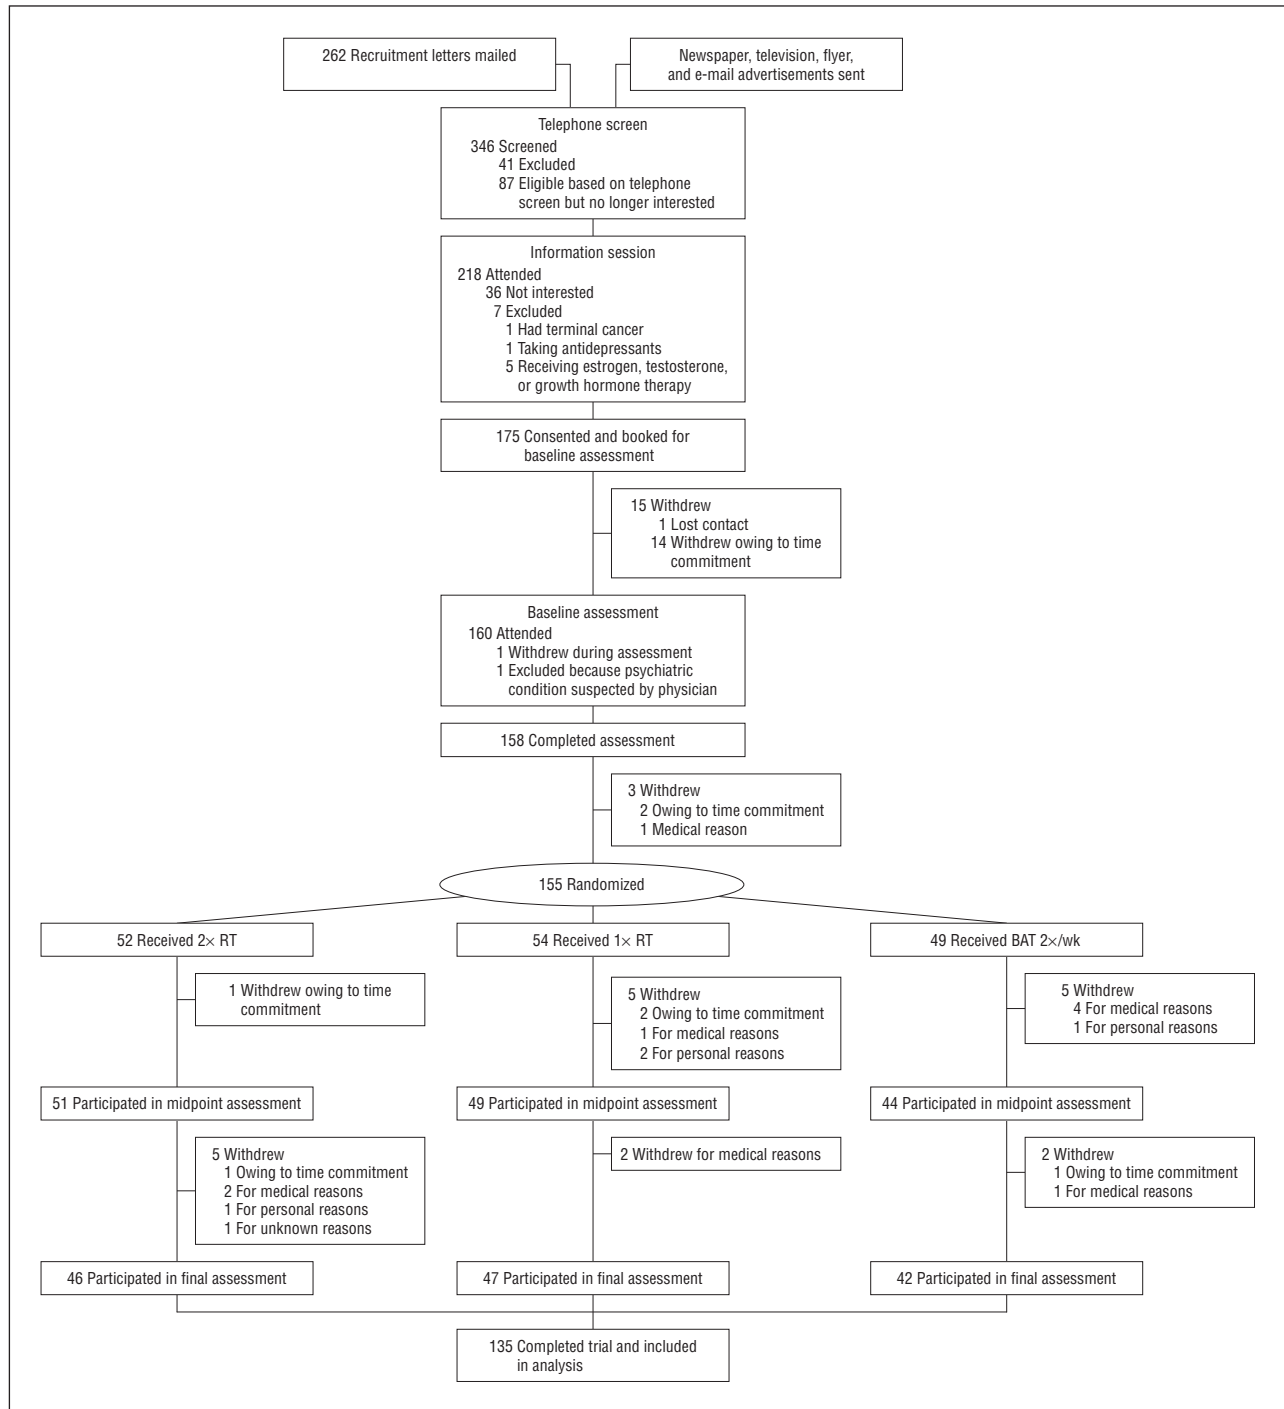 262 Recruitment letters mailed
Newspaper, television, flyer,
and e-mail advertisements sent
Telephone screen
346 Screened
41 Excluded
87 Eligible based on telephone
screen but no longer interested
Information session
218 Attended
36 Not interested
7 Excluded
1 Had terminal cancer
1 Taking antidepressants
5 Receiving estrogen, testosterone,
or growth hormone therapy
175 Consented and booked for
baseline assessment
15 Withdrew
1 Lost contact
14 Withdrew owing to time
commitment
Baseline assessment
160 Attended
1 Withdrew during assessment
1 Excluded because psychiatric
condition suspected by physician
158 Completed assessment
3 Withdrew
2 Owing to time commitment
1 Medical reason
155 Randomized
52 Received 2× RT
54 Received 1× RT
49 Received BAT 2×/wk
1 Withdrew owing to time
commitment
5 Withdrew
2 Owing to time commitment
1 For medical reasons
2 For personal reasons
5 Withdrew
4 For medical reasons
1 For personal reasons
51 Participated in midpoint assessment
49 Participated in midpoint assessment
44 Participated in midpoint assessment
5 Withdrew
1 Owing to time commitment
2 For medical reasons
1 For personal reasons
1 For unknown reasons
2 Withdrew for medical reasons
2 Withdrew
1 Owing to time commitment
1 For medical reasons
46 Participated in final assessment
47 Participated in final assessment
42 Participated in final assessment
135 Completed trial and included
in analysis